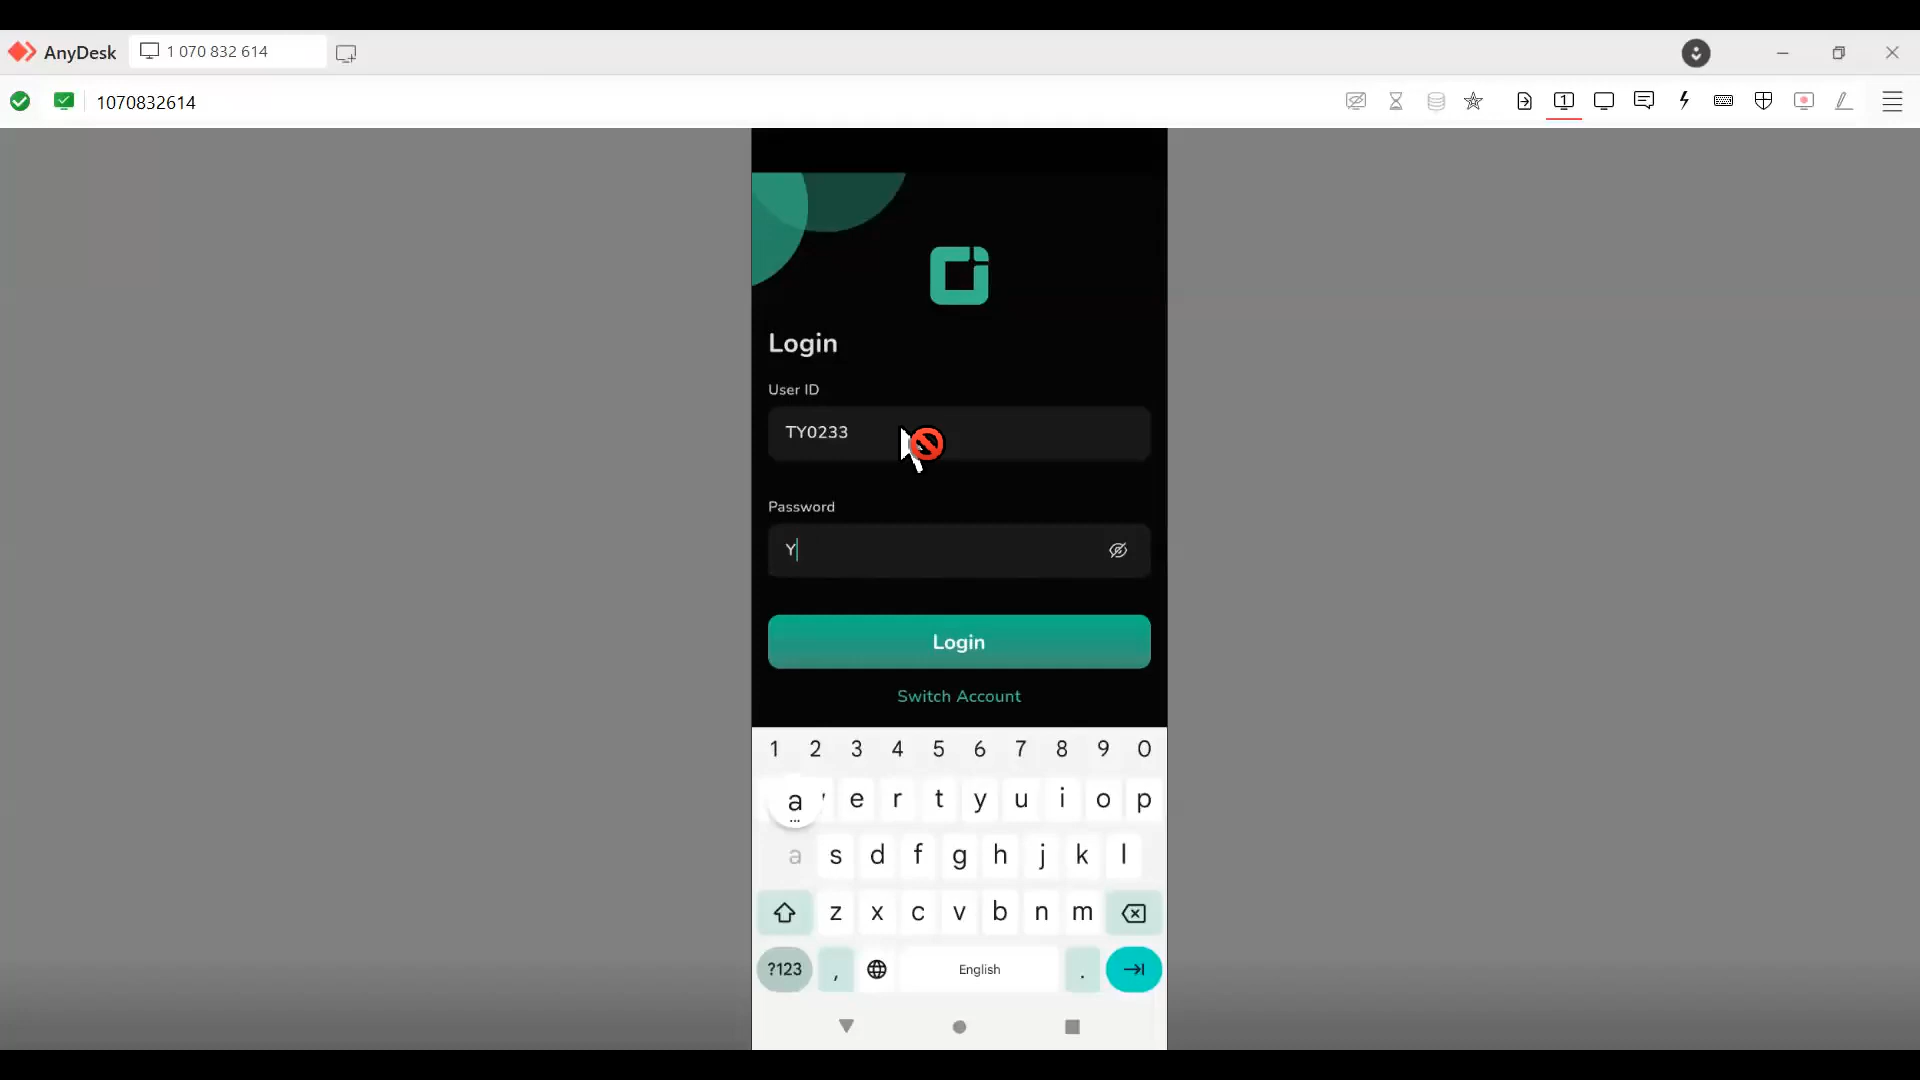 AnyDesk
1 070 832 614
1070832614
1
Login
User ID
TY0233
Password
Y
Login
Switch Account
1 2 3 4 5 6 7 8 9 0
a e r t y u i o p
...
a s d f g h j k l
z x c v b n m
?123 , English .